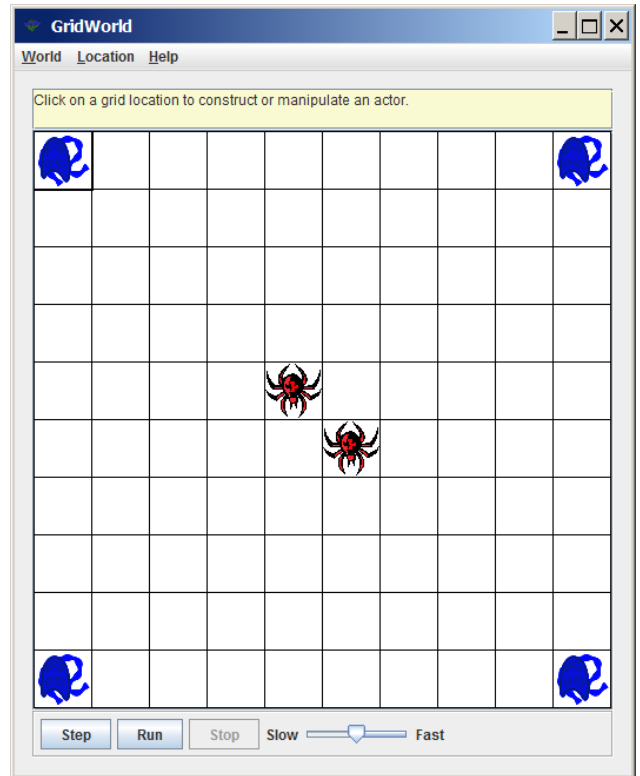 GridWorld
World Location Help
Click on a grid location to construct or manipulate an actor.
Step Run Stop Slow Fast